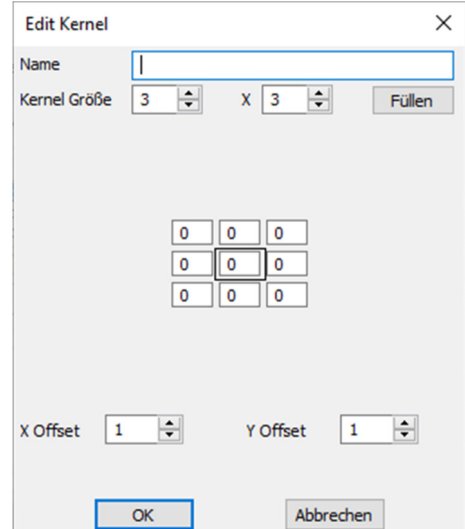 Edit Kernel
Name
Kernel Größe 3 X 3 Füllen
0 0 0
0 0 0
0 0 0
X Offset 1 Y Offset 1
OK Abbrechen